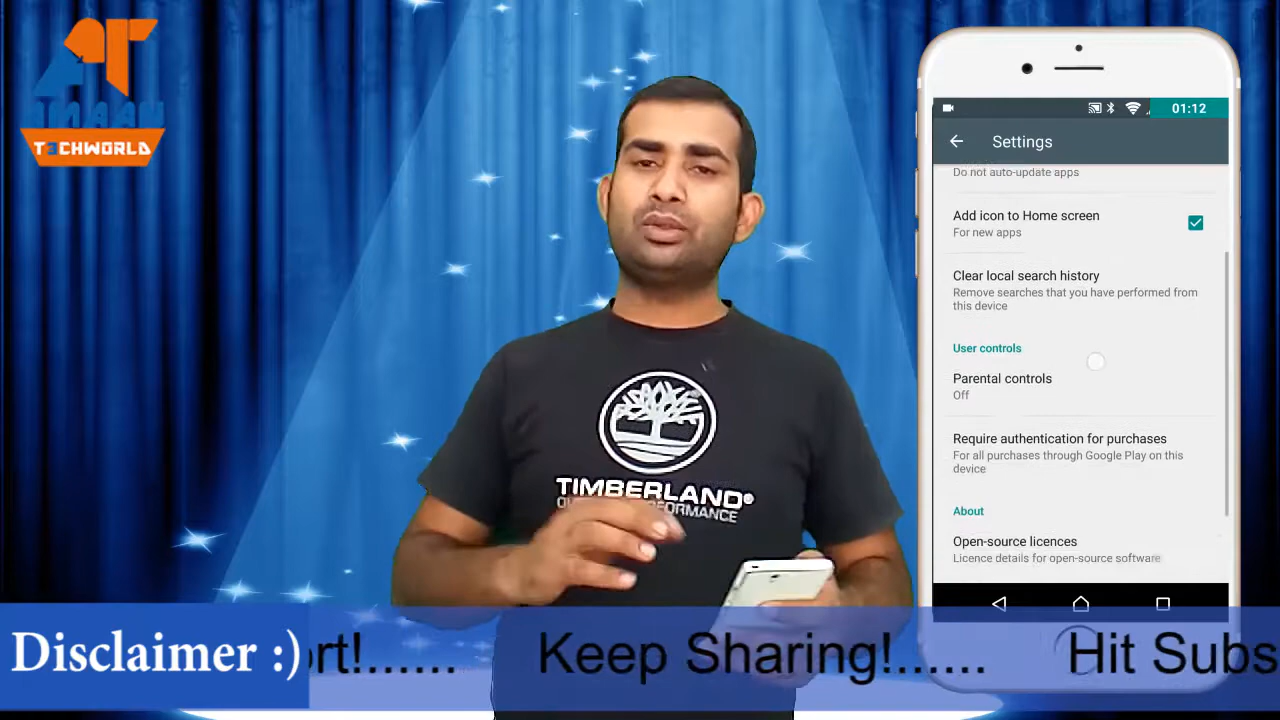 AMAAN
T3CHWORLD
01:12
Settings
Do not auto-update apps
Add icon to Home screen
For new apps
Clear local search history
Remove searches that you have performed from
this device
User controls
Parental controls
Off
Require authentication for purchases
For all purchases through Google Play on this
device
About
Open-source licences
Licence details for open-source software
TIMBERLAND®
PERFORMANCE
Disclaimer :) rt!...... Keep Sharing!...... Hit Subs